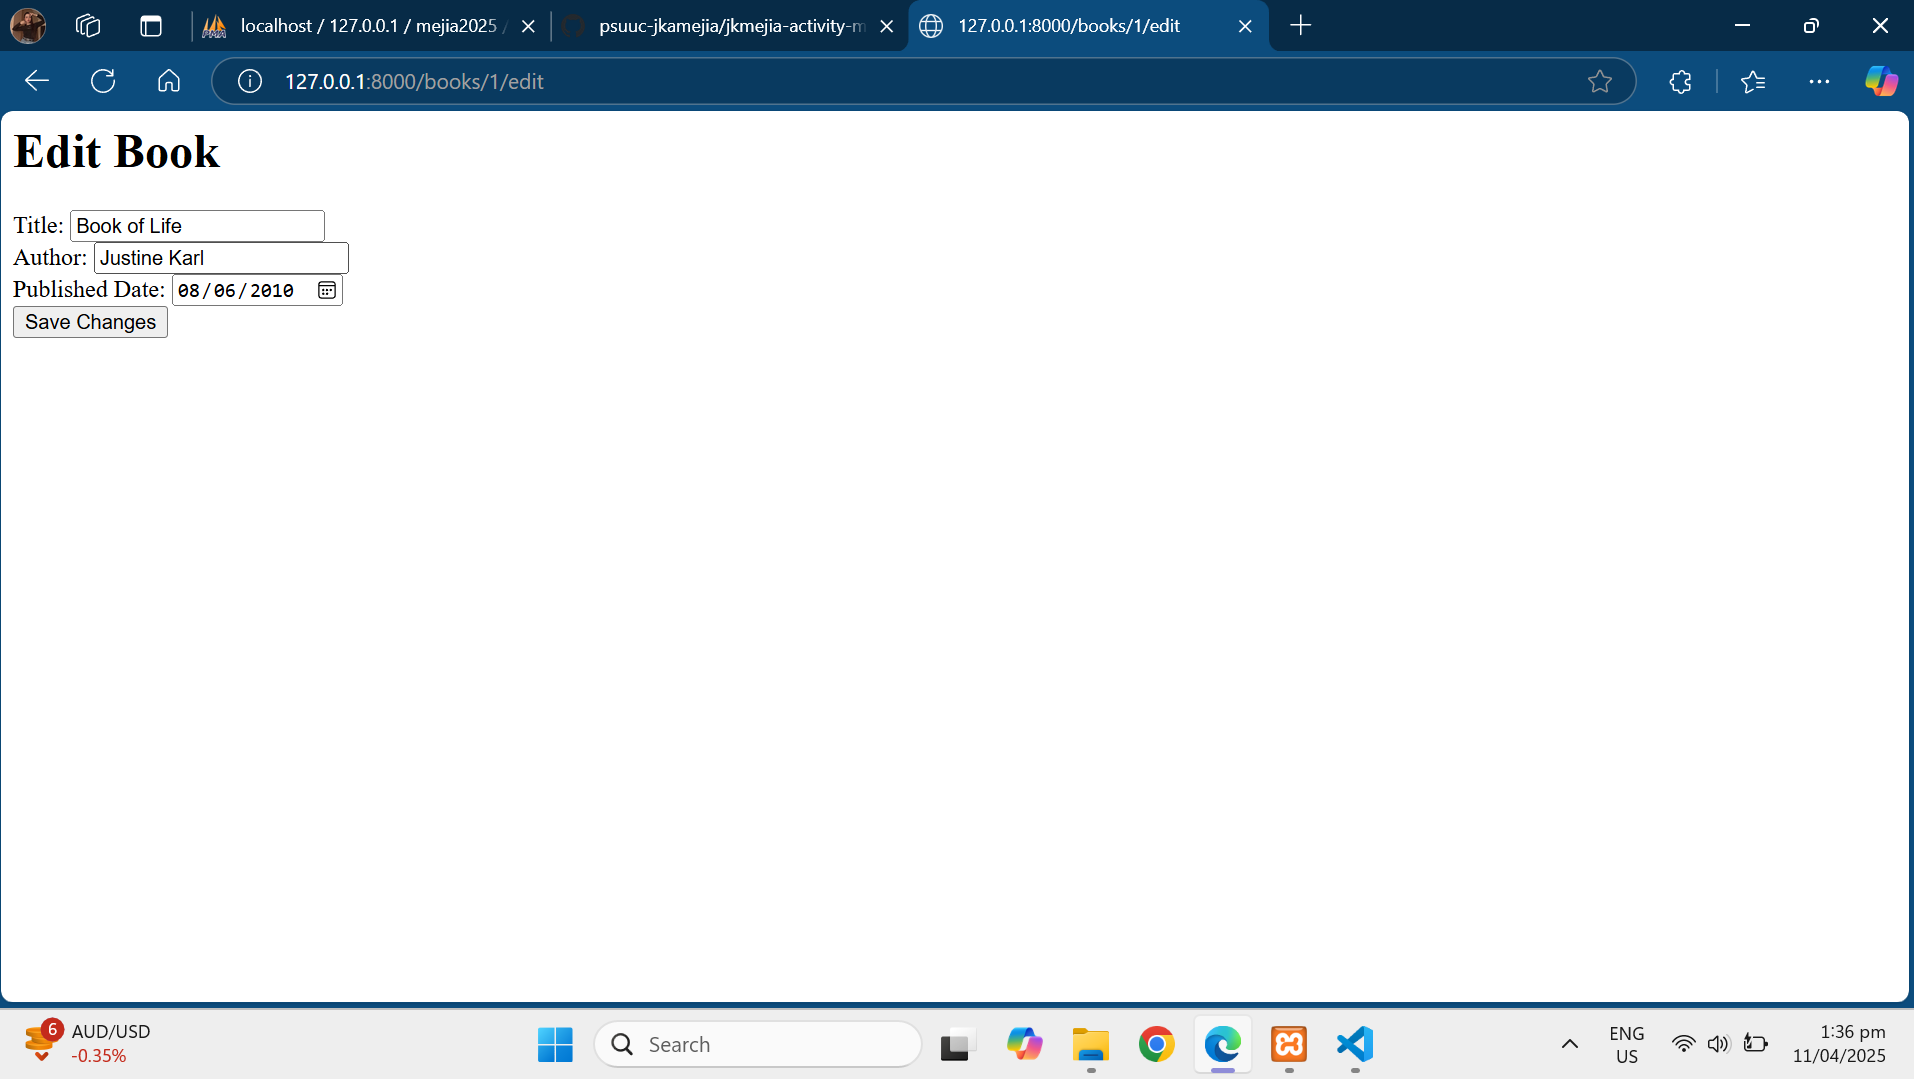 localhost / 127.0.0.1 / mejia2025 /
psuuc-jkamejia/jkmejia-activity-m
127.0.0.1:8000/books/1/edit
127.0.0.1:8000/books/1/edit
Edit Book
Title: Book of Life
Author: Justine Karl
Published Date: 08/06/2010
Save Changes
6
AUD/USD
-0.35%
Search
ENG
US
1:36 pm
11/04/2025